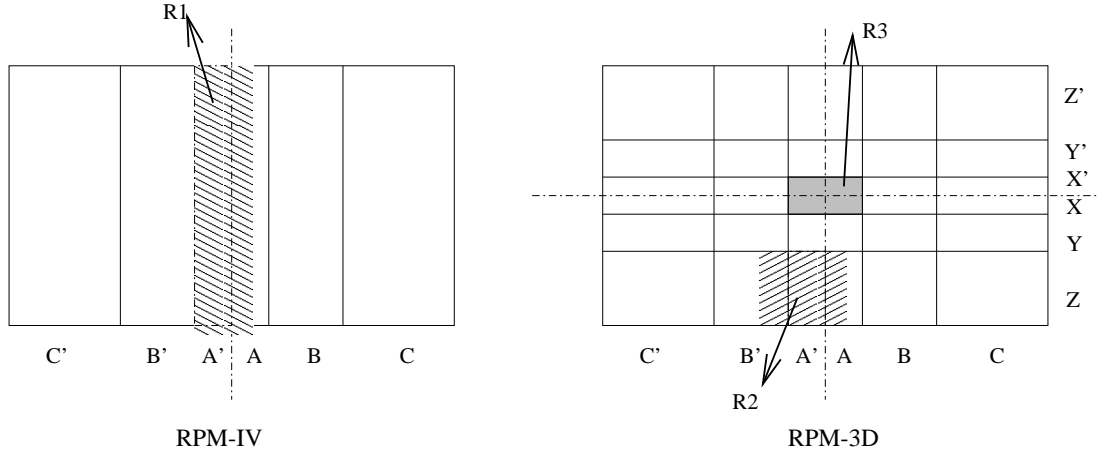 R1
R3
Z'
Y'
X'
X
Y
Z
C' B' A' A B C
C' B' A' A B C
R2
RPM-IV
RPM-3D